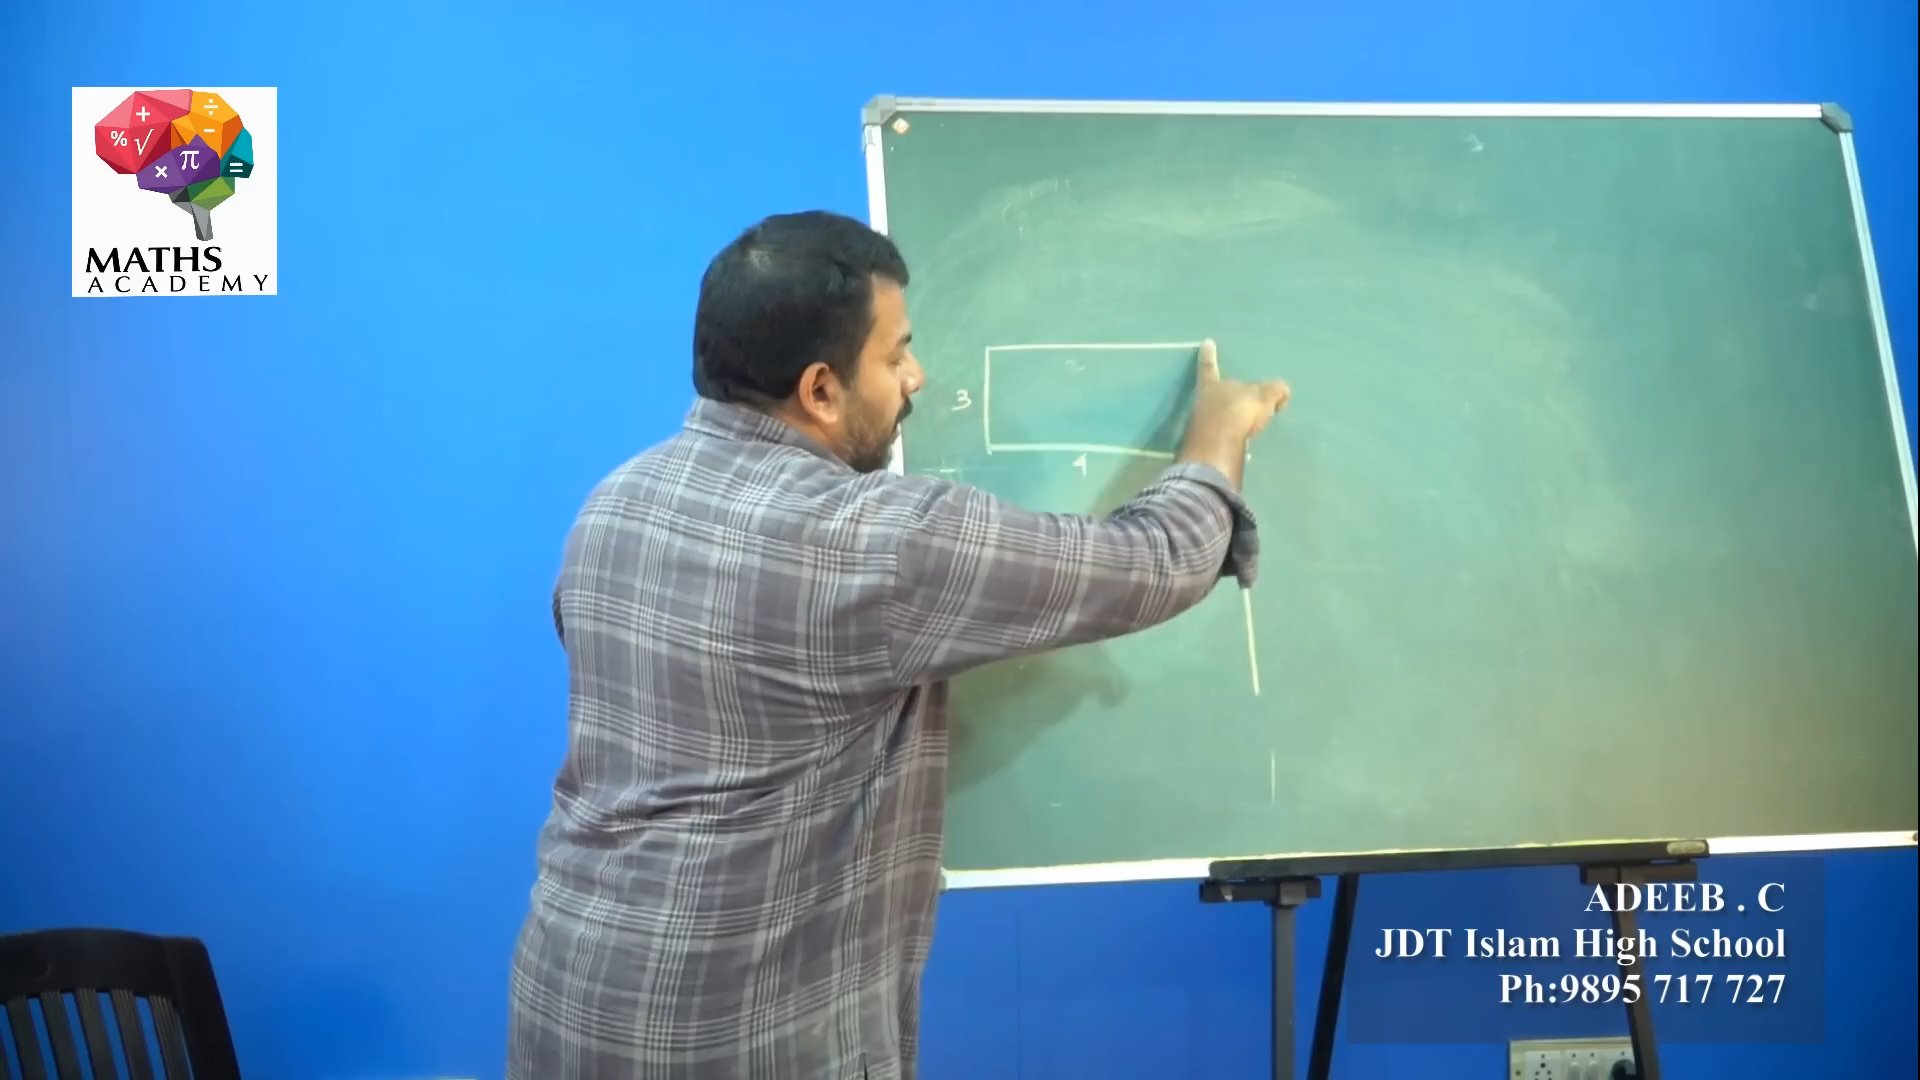 + ÷
% √ -
× π =
MATHS
ACADEMY
3
4
ADEEB . C
JDT Islam High School
Ph:9895 717 727